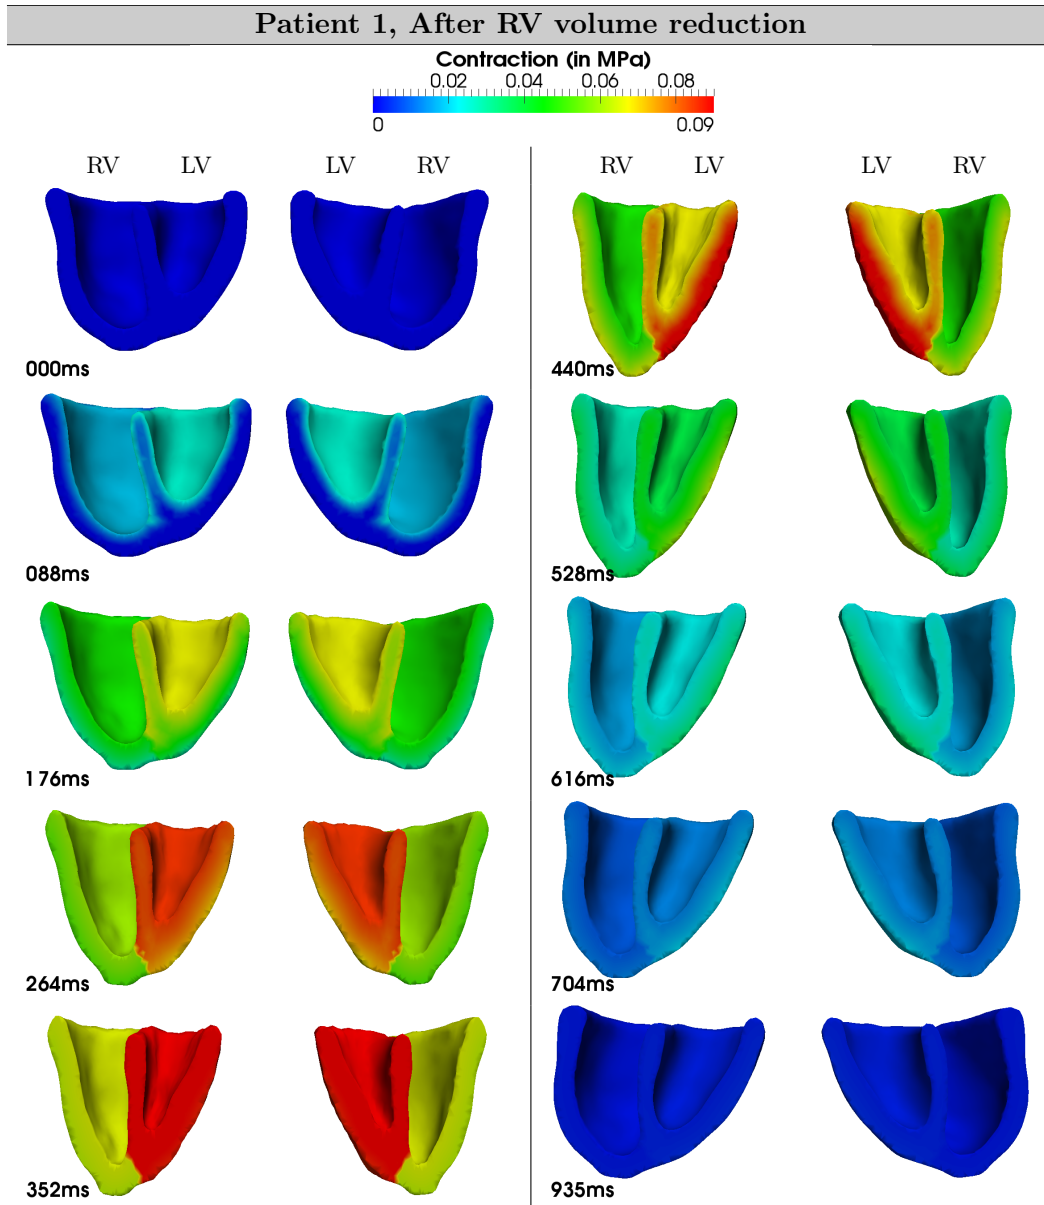 Patient 1, After RV volume reduction
Contraction (in MPa)
0.02 0.04 0.06 0.08
0 0.09
RV LV LV RV
000ms
088ms
176ms
264ms
352ms
RV LV LV RV
440ms
528ms
616ms
704ms
935ms